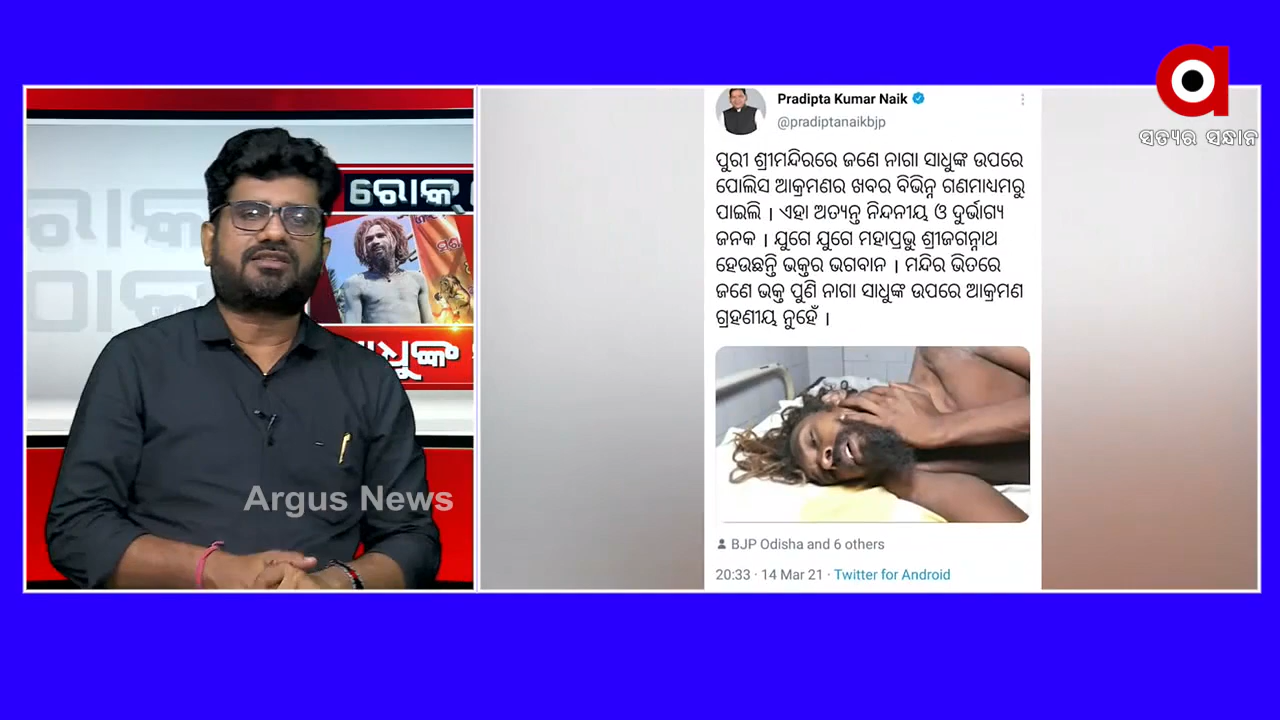 ସତ୍ୟର ସନ୍ଧାନ
ରୋକ୍
Argus News
Pradipta Kumar Naik
@pradiptanaikbjp
ପୁରୀ ଶ୍ରୀମନ୍ଦିରରେ ଜଣେ ନାଗା ସାଧୁଙ୍କ ଉପରେ
ପୋଲିସ ଆକ୍ରମଣର ଖବର ବିଭିନ୍ନ ଗଣମାଧ୍ୟମରୁ
ପାଇଲି । ଏହା ଅତ୍ୟନ୍ତ ନିନ୍ଦନୀୟ ଓ ଦୁର୍ଭାଗ୍ୟ
ଜନକ । ଯୁଗେ ଯୁଗେ ମହାପ୍ରଭୁ ଶ୍ରୀଜଗନ୍ନାଥ
ହେଉଛନ୍ତି ଭକ୍ତର ଭଗବାନ । ମନ୍ଦିର ଭିତରେ
ଜଣେ ଭକ୍ତ ପୁଣି ନାଗା ସାଧୁଙ୍କ ଉପରେ ଆକ୍ରମଣ
ଗ୍ରହଣୀୟ ନୁହେଁ ।
BJP Odisha and 6 others
20:33 · 14 Mar 21 · Twitter for Android